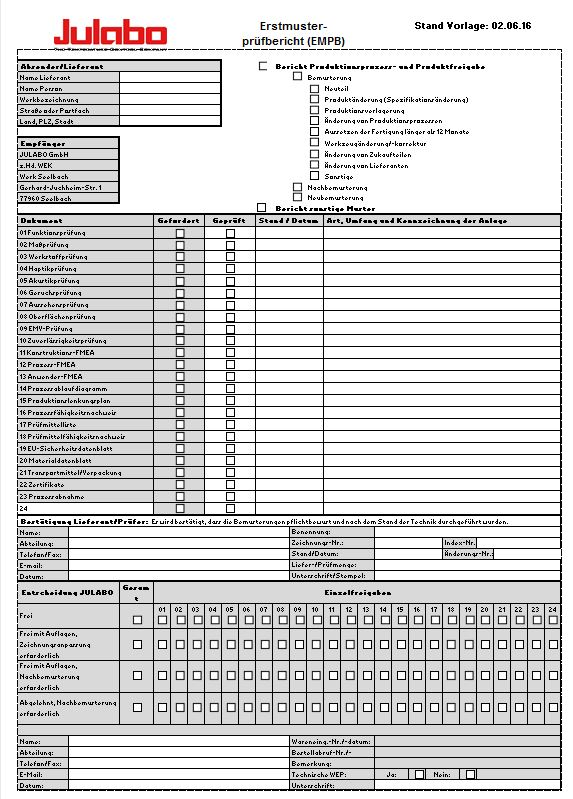 Julabo
Erstmuster-
prüfbericht (EMPB)
Stand Vorlage: 02.06.16
Absender/Lieferant
Name Lieferant
Name Person
Werkbezeichnung
Straße oder Postfach
Land, PLZ, Stadt
Bericht Produktionsprozess- und Produktfreigabe
Bemusterung
Neuteil
Produktänderung (Spezifikationsänderung)
Produktionsverlagerung
Änderung von Produktionsprozessen
Aussetzen der Fertigung länger als 12 Monate
Werkzeugänderung/-korrektur
Änderung von Zukaufteilen
Änderung von Lieferanten
Sonstige
Nachbemusterung
Neubemusterung
Bericht sonstige Muster
Empfänger
JULABO GmbH
z.Hd. WEK
Werk Seelbach
Gerhard-Juchheim-Str. 1
77960 Seelbach
Dokument Gefordert Geprüft Stand / Datum Art, Umfang und Kennzeichnung der Anlage
01 Funktionsprüfung
02 Maßprüfung
03 Werkstoffprüfung
04 Haptikprüfung
05 Akustikprüfung
06 Geruchsprüfung
07 Aussehensprüfung
08 Oberflächenprüfung
09 EMV-Prüfung
10 Zuverlässigkeitsprüfung
11 Konstruktions-FMEA
12 Prozess-FMEA
13 Anwender-FMEA
14 Prozessablaufdiagramm
15 Produktionslenkungsplan
16 Prozessfähigkeitsnachweis
17 Prüfmittelliste
18 Prüfmittelfähigkeitsnachweis
19 EU-Sicherheitsdatenblatt
20 Materialdatenblatt
21 Transportmittel/Verpackung
22 Zertifikate
23 Prozessabnahme
24
Bestätigung Lieferant/Prüfer: Er wird bestätigt, dass die Bemusterungen pflichtbewusst und nach dem Stand der Technik durchgeführt wurden.
Name: Benennung:
Abteilung: Zeichnungs-Nr.: Index-Nr.
Telefon/Fax: Stand/Datum: Änderungs-Nr.:
E-mail: Liefer-/Prüfmenge:
Datum: Unterschrift/Stempel:
Entscheidung JULABO Gesamt Einzelfreigaben
01 02 03 04 05 06 07 08 09 10 11 12 13 14 15 16 17 18 19 20 21 22 23 24
Frei
Frei mit Auflagen,
Zeichnungsanpassung
erforderlich
Frei mit Auflagen,
Nachbemusterung
erforderlich
Abgelehnt, Nachbemusterung
erforderlich
Name: Wareneing.-Nr./-datum:
Abteilung: Bestellabruf-Nr./-
Telefon/Fax: Bemerkung:
E-Mail: Technische WEP: Ja: Nein:
Datum: Unterschrift: